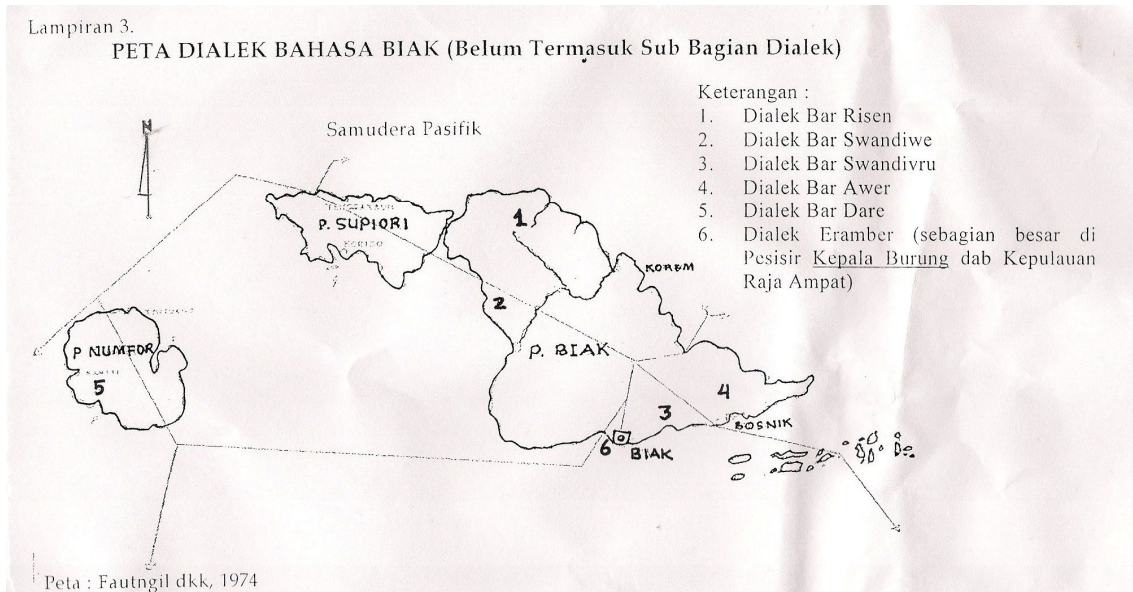 Lampiran 3.
PETA DIALEK BAHASA BIAK (Belum Termasuk Sub Bagian Dialek)
Keterangan :
1. Dialek Bar Risen
2. Dialek Bar Swandiwe
3. Dialek Bar Swandivru
4. Dialek Bar Awer
5. Dialek Bar Dare
6. Dialek Eramber (sebagian besar di
Pesisir Kepala Burung dab Kepulauan
Raja Ampat)
N
Samudera Pasifik
1
P. SUPIORI
KOREM
2
P. BIAK
P NUMFOR
5
4
3
BOSNIK
6 BIAK
Peta : Fautngil dkk, 1974